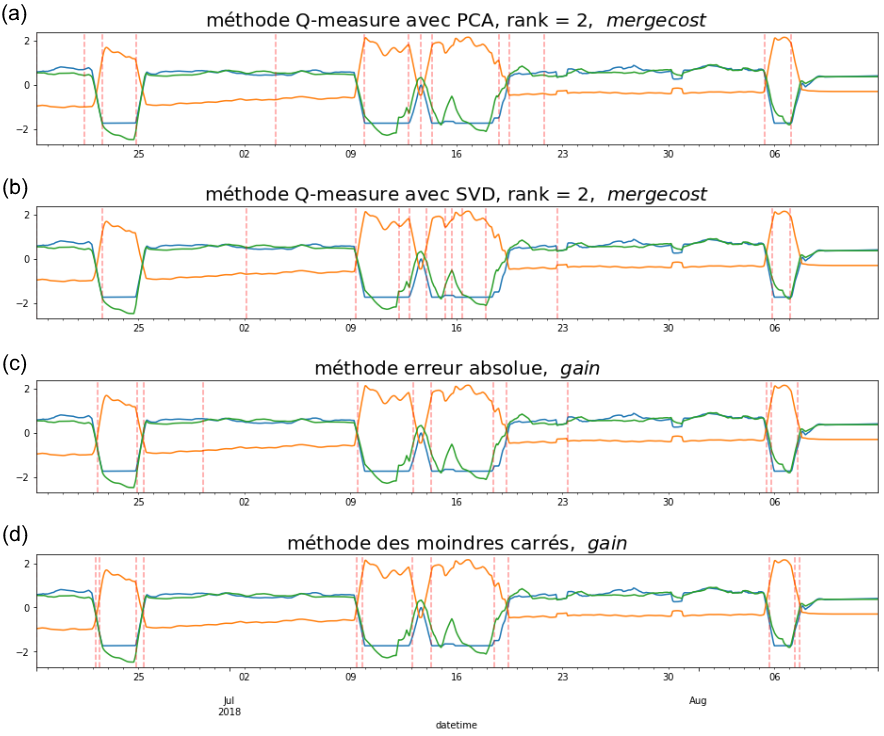 (a)
méthode Q-measure avec PCA, rank = 2, mergecost
2
0
−2
25 02 09 16 23 30 06
(b)
méthode Q-measure avec SVD, rank = 2, mergecost
2
0
−2
25 02 09 16 23 30 06
(c)
méthode erreur absolue, gain
2
0
−2
25 02 09 16 23 30 06
(d)
méthode des moindres carrés, gain
2
0
−2
25 02 09 16 23 30 06
Jul Aug
2018
datetime